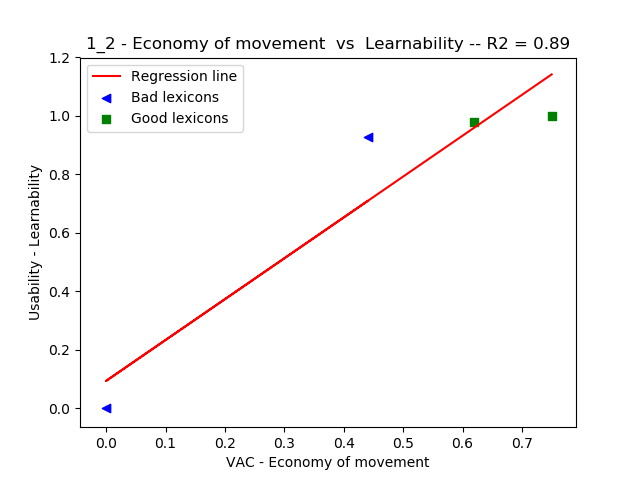 1_2 - Economy of movement  vs  Learnability -- R2 = 0.89
Regression line
Bad lexicons
Good lexicons
Usability - Learnability
1.2
1.0
0.8
0.6
0.4
0.2
0.0
0.0 0.1 0.2 0.3 0.4 0.5 0.6 0.7
VAC - Economy of movement